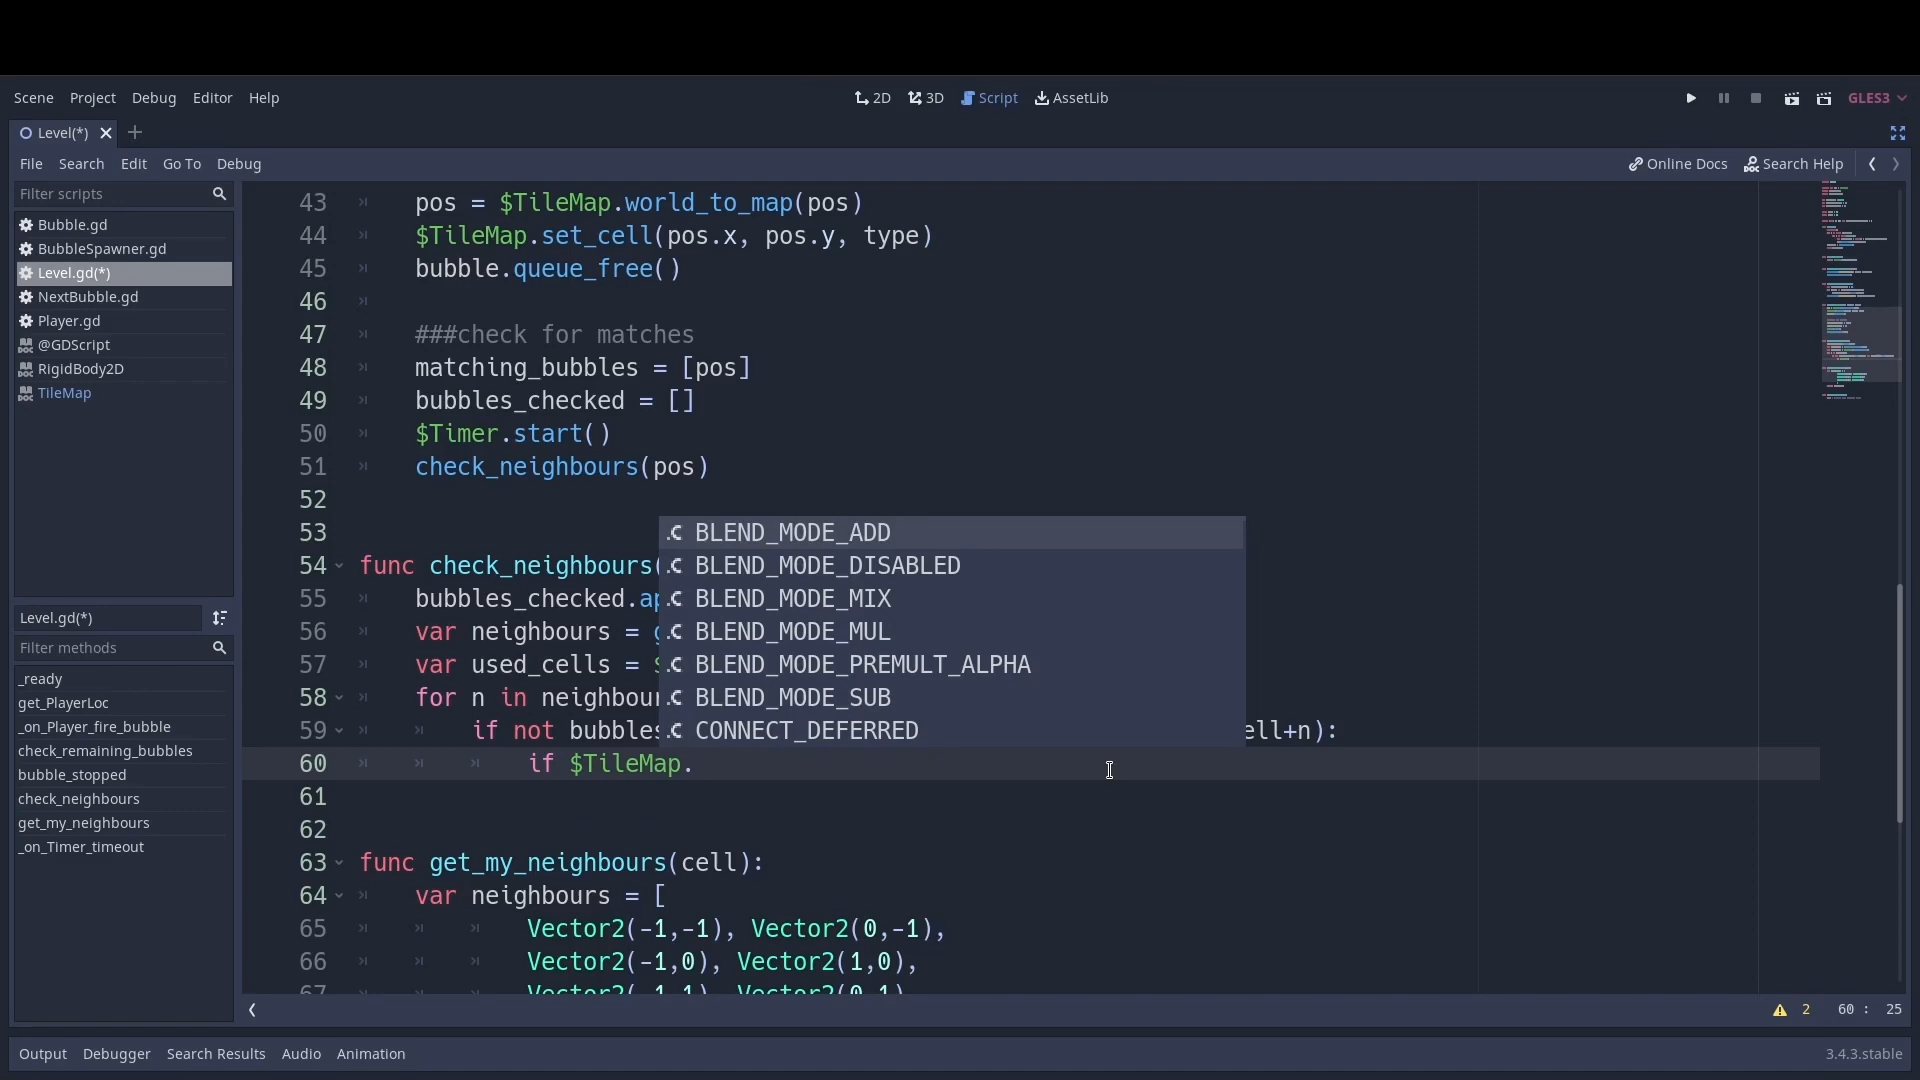 Scene Project Debug Editor Help
2D 3D Script AssetLib
GLES3
Level(*)
File Search Edit Go To Debug
Online Docs Search Help
Filter scripts
Bubble.gd
BubbleSpawner.gd
Level.gd(*)
NextBubble.gd
Player.gd
@GDScript
RigidBody2D
TileMap
Level.gd(*)
Filter methods
_ready
get_PlayerLoc
_on_Player_fire_bubble
check_remaining_bubbles
bubble_stopped
check_neighbours
get_my_neighbours
_on_Timer_timeout
43 pos = $TileMap.world_to_map(pos)
44 $TileMap.set_cell(pos.x, pos.y, type)
45 bubble.queue_free()
46
47 ###check for matches
48 matching_bubbles = [pos]
49 bubbles_checked = []
50 $Timer.start()
51 check_neighbours(pos)
52
53
54 func check_neighbours(
55 bubbles_checked.ap
56 var neighbours = g
57 var used_cells = $
58 for n in neighbour
59 if not bubbles ell+n):
60 if $TileMap.
61
62
63 func get_my_neighbours(cell):
64 var neighbours = [
65 Vector2(-1,-1), Vector2(0,-1),
66 Vector2(-1,0), Vector2(1,0),
67 Vector2(-1,1), Vector2(0,1)
BLEND_MODE_ADD
BLEND_MODE_DISABLED
BLEND_MODE_MIX
BLEND_MODE_MUL
BLEND_MODE_PREMULT_ALPHA
BLEND_MODE_SUB
CONNECT_DEFERRED
2 60 : 25
Output Debugger Search Results Audio Animation
3.4.3.stable